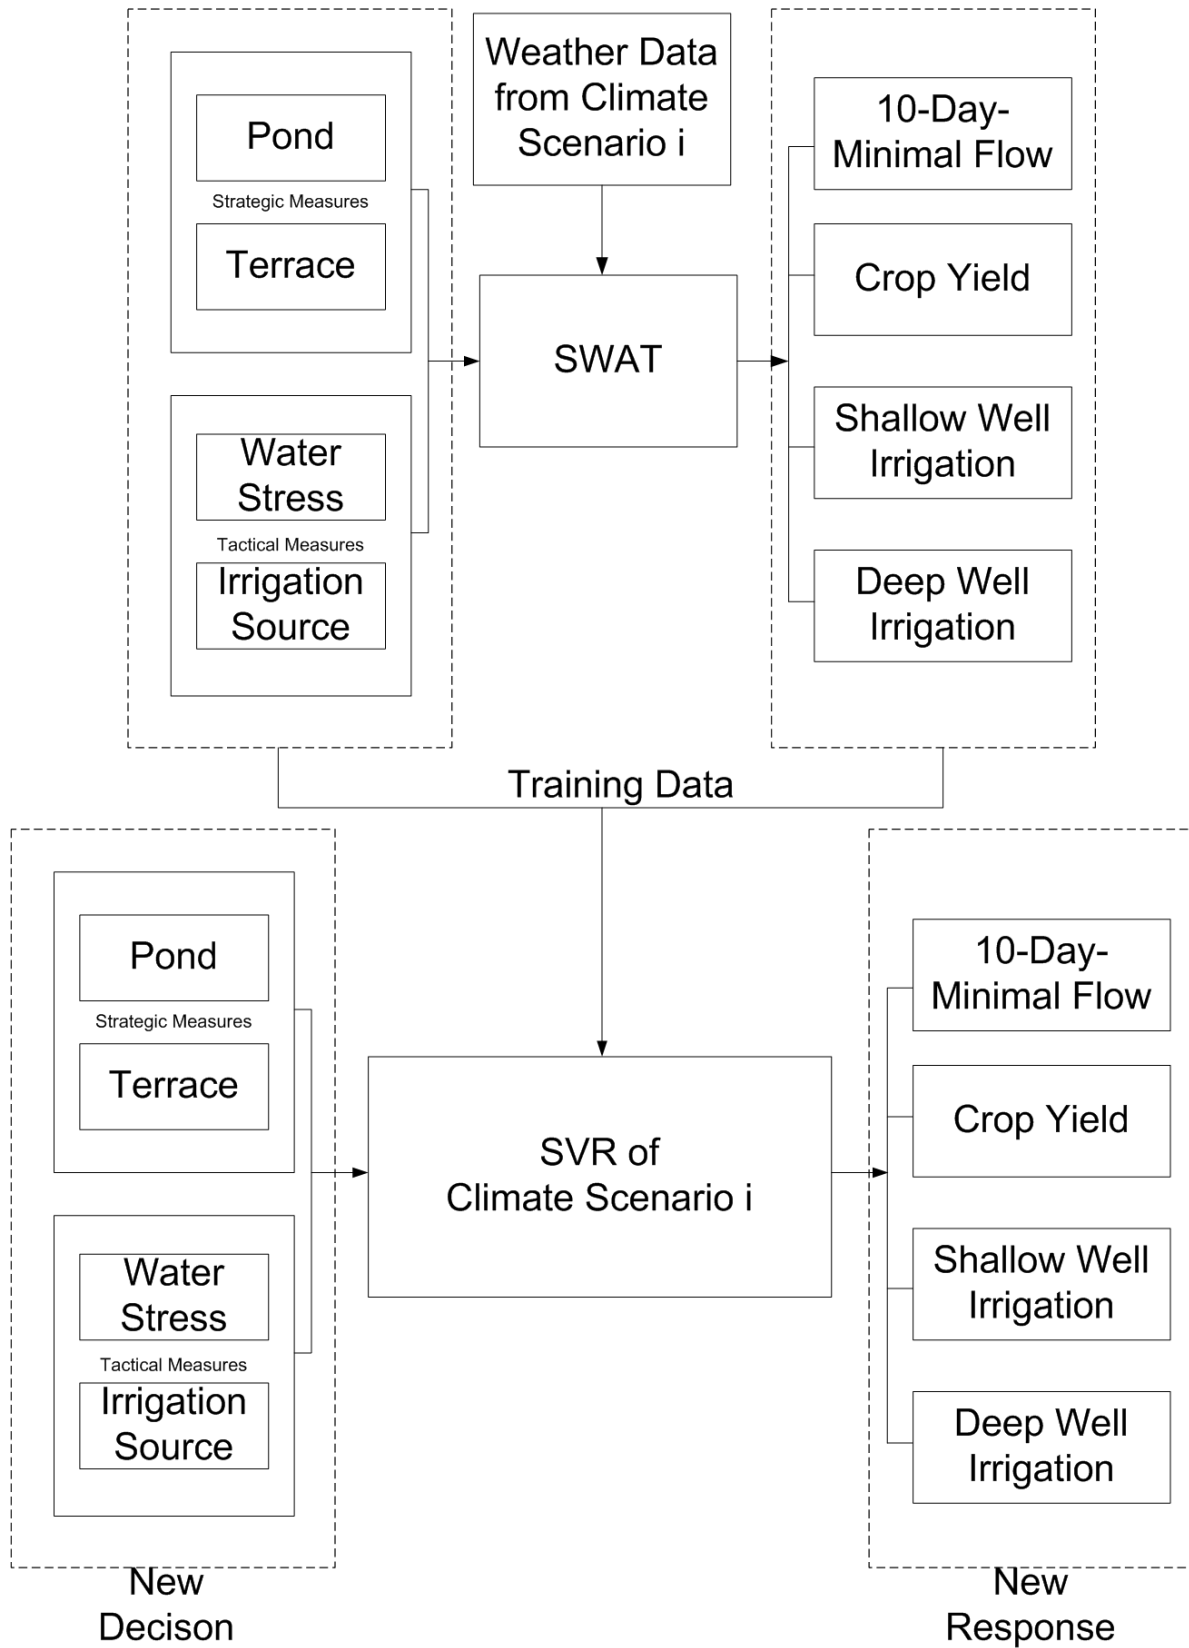 Weather Data
from Climate
Scenario i
Pond
Strategic Measures
Terrace
Water
Stress
Tactical Measures
Irrigation
Source
SWAT
10-Day-
Minimal Flow
Crop Yield
Shallow Well
Irrigation
Deep Well
Irrigation
Training Data
Pond
Strategic Measures
Terrace
Water
Stress
Tactical Measures
Irrigation
Source
SVR of
Climate Scenario i
10-Day-
Minimal Flow
Crop Yield
Shallow Well
Irrigation
Deep Well
Irrigation
New
Decison
New
Response